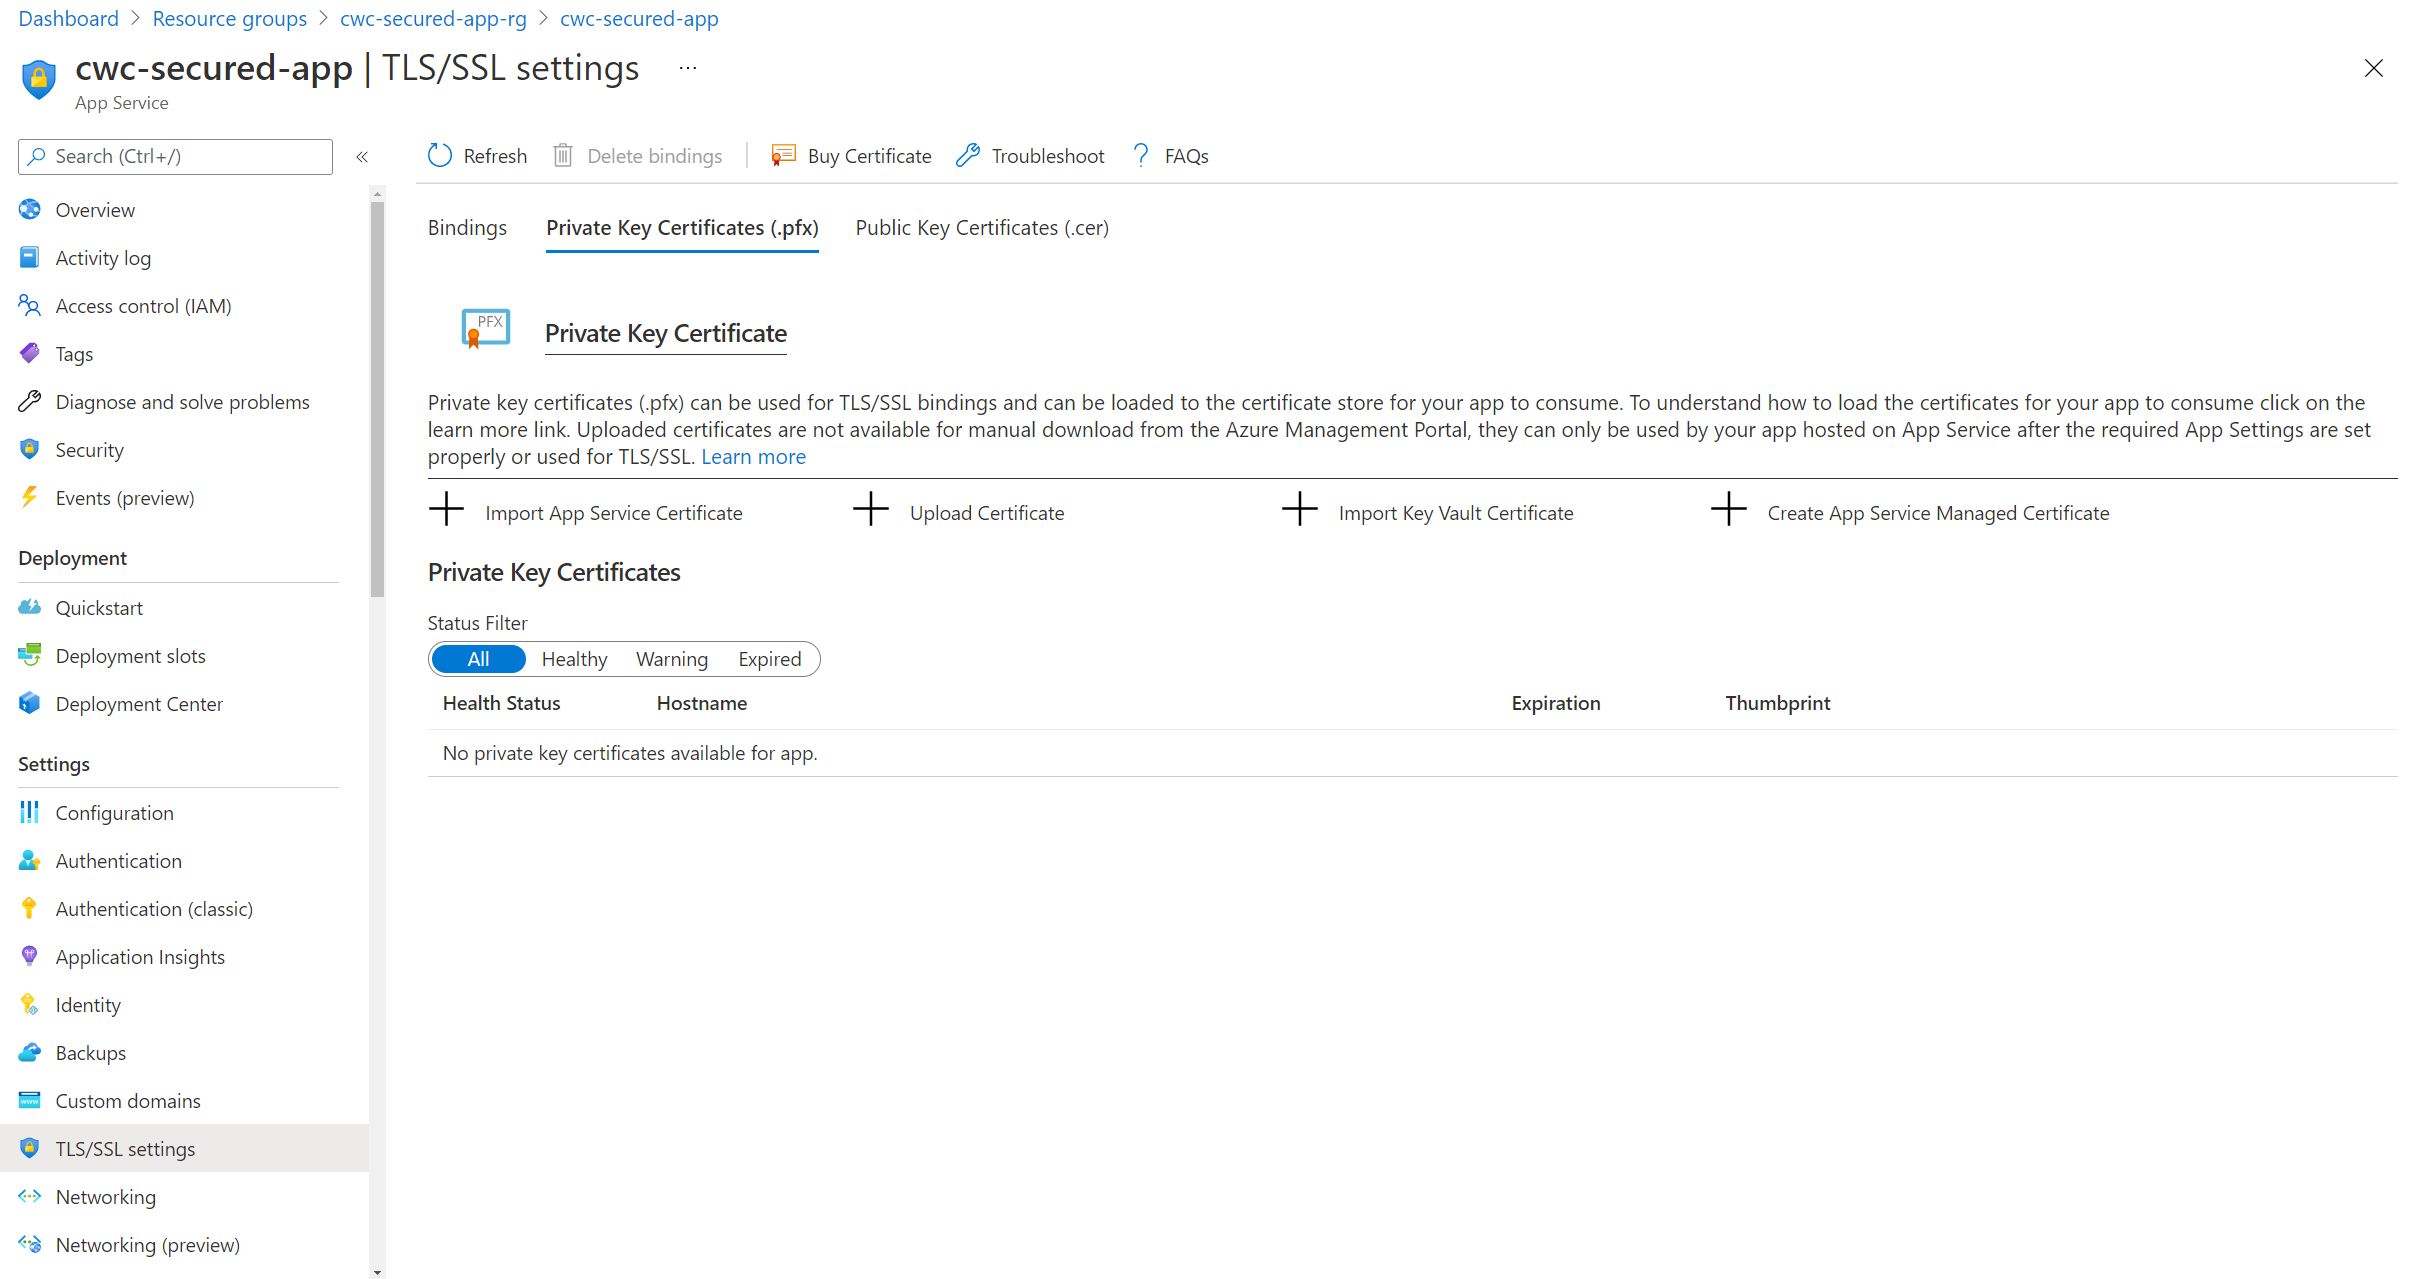 Dashboard > Resource groups > cwc-secured-app-rg > cwc-secured-app
cwc-secured-app | TLS/SSL settings ...
App Service
Search (Ctrl+/) «
Overview
Activity log
Access control (IAM)
Tags
Diagnose and solve problems
Security
Events (preview)
Deployment
Quickstart
Deployment slots
Deployment Center
Settings
Configuration
Authentication
Authentication (classic)
Application Insights
Identity
Backups
Custom domains
TLS/SSL settings
Networking
Networking (preview)
Refresh Delete bindings Buy Certificate Troubleshoot ? FAQs
Bindings Private Key Certificates (.pfx) Public Key Certificates (.cer)
PFX Private Key Certificate
Private key certificates (.pfx) can be used for TLS/SSL bindings and can be loaded to the certificate store for your app to consume. To understand how to load the certificates for your app to consume click on the
learn more link. Uploaded certificates are not available for manual download from the Azure Management Portal, they can only be used by your app hosted on App Service after the required App Settings are set
properly or used for TLS/SSL. Learn more
+ Import App Service Certificate + Upload Certificate + Import Key Vault Certificate + Create App Service Managed Certificate
Private Key Certificates
Status Filter
All Healthy Warning Expired
Health Status Hostname Expiration Thumbprint
No private key certificates available for app.